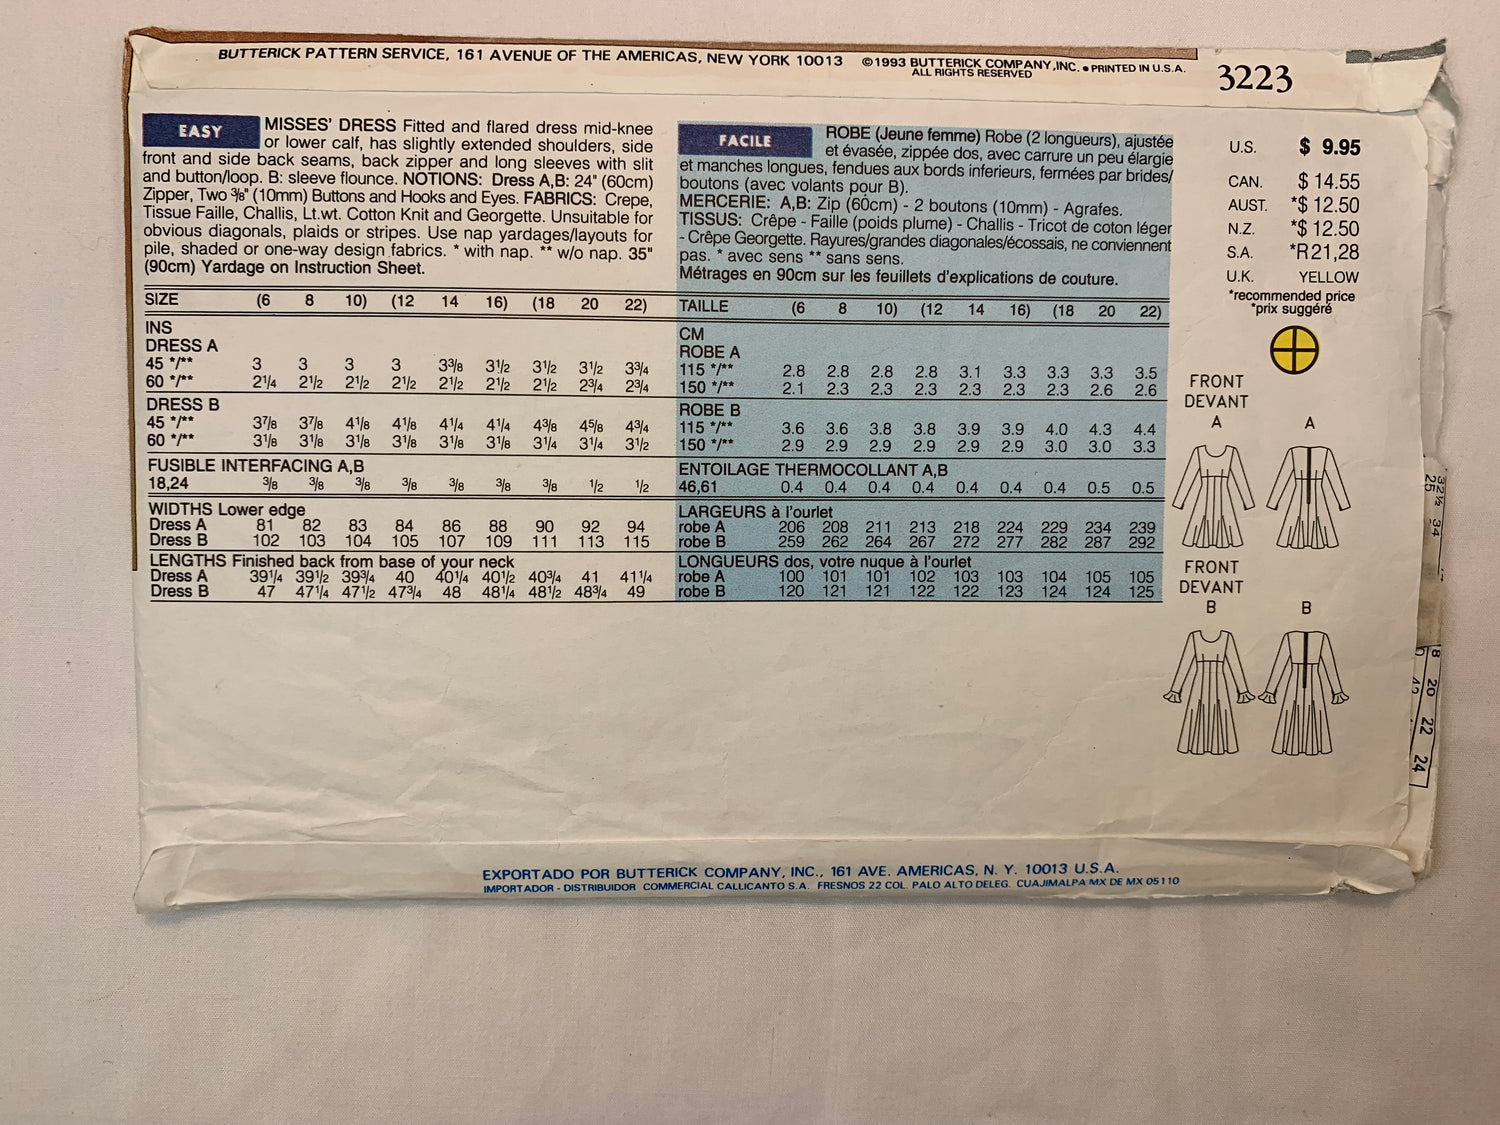 BUTTERICK PATTERN SERVICE, 161 AVENUE OF THE AMERICAS, NEW YORK 10013 ©1993 BUTTERICK COMPANY, INC. • PRINTED IN U.S.A.
ALL RIGHTS RESERVED
3223
EASY
MISSES' DRESS Fitted and flared dress mid-knee
or lower calf, has slightly extended shoulders, side
front and side back seams, back zipper and long sleeves with slit
and button/loop. B: sleeve flounce. NOTIONS: Dress A,B: 24" (60cm)
Zipper, Two 3/8" (10mm) Buttons and Hooks and Eyes. FABRICS: Crepe,
Tissue Faille, Challis, Lt.wt. Cotton Knit and Georgette. Unsuitable for
obvious diagonals, plaids or stripes. Use nap yardages/layouts for
pile, shaded or one-way design fabrics. * with nap. ** w/o nap. 35"
(90cm) Yardage on Instruction Sheet.
SIZE (6 8 10) (12 14 16) (18 20 22)
INS
DRESS A
45 */** 3 3 3 3 3 3/8 3 1/2 3 1/2 3 1/2 3 3/4
60 */** 2 1/4 2 1/2 2 1/2 2 1/2 2 1/2 2 1/2 2 1/2 2 3/4 2 3/4
DRESS B
45 */** 3 7/8 3 7/8 4 1/8 4 1/8 4 1/4 4 1/4 4 3/8 4 5/8 4 3/4
60 */** 3 1/8 3 1/8 3 1/8 3 1/8 3 1/8 3 1/8 3 1/4 3 1/4 3 1/2
FUSIBLE INTERFACING A,B
18,24 3/8 3/8 3/8 3/8 3/8 3/8 3/8 1/2 1/2
WIDTHS Lower edge
Dress A 81 82 83 84 86 88 90 92 94
Dress B 102 103 104 105 107 109 111 113 115
LENGTHS Finished back from base of your neck
Dress A 39 1/4 39 1/2 39 3/4 40 40 1/4 40 1/2 40 3/4 41 41 1/4
Dress B 47 47 1/4 47 1/2 47 3/4 48 48 1/4 48 1/2 48 3/4 49
FACILE
ROBE (Jeune femme) Robe (2 longueurs), ajustée
et évasée, zippée dos, avec carrure un peu élargie
et manches longues, fendues aux bords inferieurs, fermées par brides/
boutons (avec volants pour B).
MERCERIE: A,B: Zip (60cm) - 2 boutons (10mm) - Agrafes.
TISSUS: Crêpe - Faille (poids plume) - Challis - Tricot de coton léger
- Crêpe Georgette. Rayures/grandes diagonales/écossais, ne conviennent
pas. * avec sens ** sans sens.
Métrages en 90cm sur les feuillets d'explications de couture.
TAILLE (6 8 10) (12 14 16) (18 20 22)
CM
ROBE A
115 */** 2.8 2.8 2.8 2.8 3.1 3.3 3.3 3.3 3.5
150 */** 2.1 2.3 2.3 2.3 2.3 2.3 2.3 2.6 2.6
ROBE B
115 */** 3.6 3.6 3.8 3.8 3.9 3.9 4.0 4.3 4.4
150 */** 2.9 2.9 2.9 2.9 2.9 2.9 3.0 3.0 3.3
ENTOILAGE THERMOCOLLANT A,B
46,61 0.4 0.4 0.4 0.4 0.4 0.4 0.4 0.5 0.5
LARGEURS à l'ourlet
robe A 206 208 211 213 218 224 229 234 239
robe B 259 262 264 267 272 277 282 287 292
LONGUEURS dos, votre nuque à l'ourlet
robe A 100 101 101 102 103 103 104 105 105
robe B 120 121 121 122 122 123 124 124 125
U.S. $ 9.95
CAN. $ 14.55
AUST. *$ 12.50
N.Z. *$ 12.50
S.A. *R21,28
U.K. YELLOW
*recommended price
*prix suggéré
FRONT
DEVANT
A A
FRONT
DEVANT
B B
32 1/2 34
25
8 20 22 24
EXPORTADO POR BUTTERICK COMPANY, INC., 161 AVE. AMERICAS, N. Y. 10013 U.S.A.
IMPORTADOR - DISTRIBUIDOR COMMERCIAL CALLICANTO S.A. FRESNOS 22 COL. PALO ALTO DELEG. CUAJIMALPA MX DE MX 05110